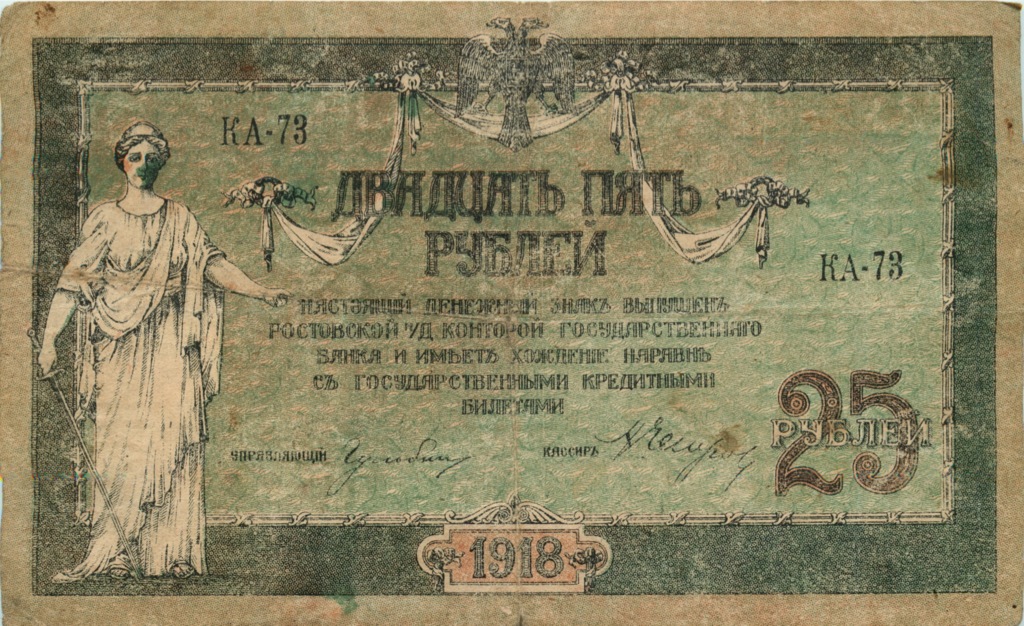 КА-73
ДВАДЦАТЬ ПЯТЬ
РУБЛЕЙ
КА-73
НАСТОЯЩІЙ ДЕНЕЖНЫЙ ЗНАКЪ ВЫПУЩЕНЪ
РОСТОВСКОЙ Н/Д КОНТОРОЙ ГОСУДАРСТВЕННАГО
БАНКА И ИМѢЕТЪ ХОЖДЕНІЕ НАРАВНѢ
СЪ ГОСУДАРСТВЕННЫМИ КРЕДИТНЫМИ
БИЛЕТАМИ
25
РУБЛЕЙ
УПРАВЛЯЮЩІЙ
КАССИРЪ
1918